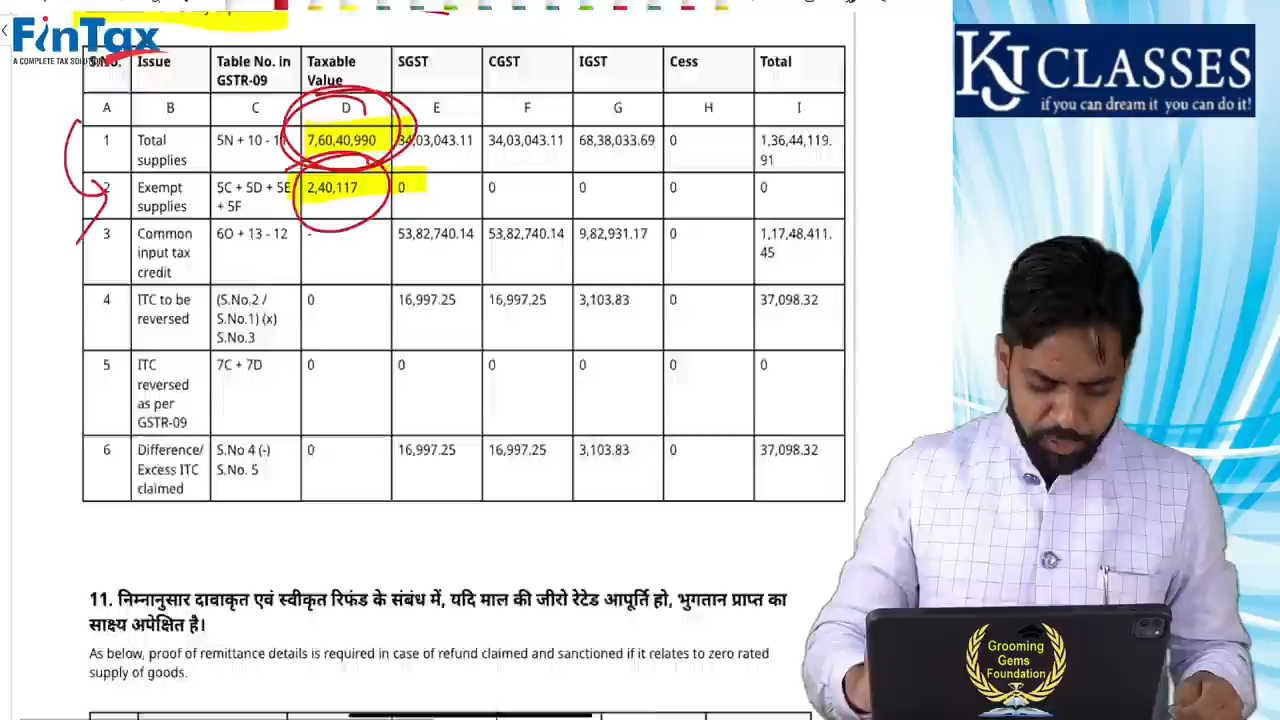 FinTax
A COMPLETE TAX SOLU
KJ CLASSES
if you can dream it you can do it!
S.No. Issue Table No. in GSTR-09 Taxable Value SGST CGST IGST Cess Total
A B C D E F G H I
1 Total supplies 5N + 10 - 11 7,60,40,990 34,03,043.11 34,03,043.11 68,38,033.69 0 1,36,44,119.91
2 Exempt supplies 5C + 5D + 5E + 5F 2,40,117 0 0 0 0 0
3 Common input tax credit 6O + 13 - 12 - 53,82,740.14 53,82,740.14 9,82,931.17 0 1,17,48,411.45
4 ITC to be reversed (S.No.2 / S.No.1) (x) S.No.3 0 16,997.25 16,997.25 3,103.83 0 37,098.32
5 ITC reversed as per GSTR-09 7C + 7D 0 0 0 0 0 0
6 Difference/ Excess ITC claimed S.No 4 (-) S.No. 5 0 16,997.25 16,997.25 3,103.83 0 37,098.32
11. निम्नानुसार दावाकृत एवं स्वीकृत रिफंड के संबंध में, यदि माल की जीरो रेटेड आपूर्ति हो, भुगतान प्राप्त का
साक्ष्य अपेक्षित है।
As below, proof of remittance details is required in case of refund claimed and sanctioned if it relates to zero rated
supply of goods.
Grooming
Gems
Foundation